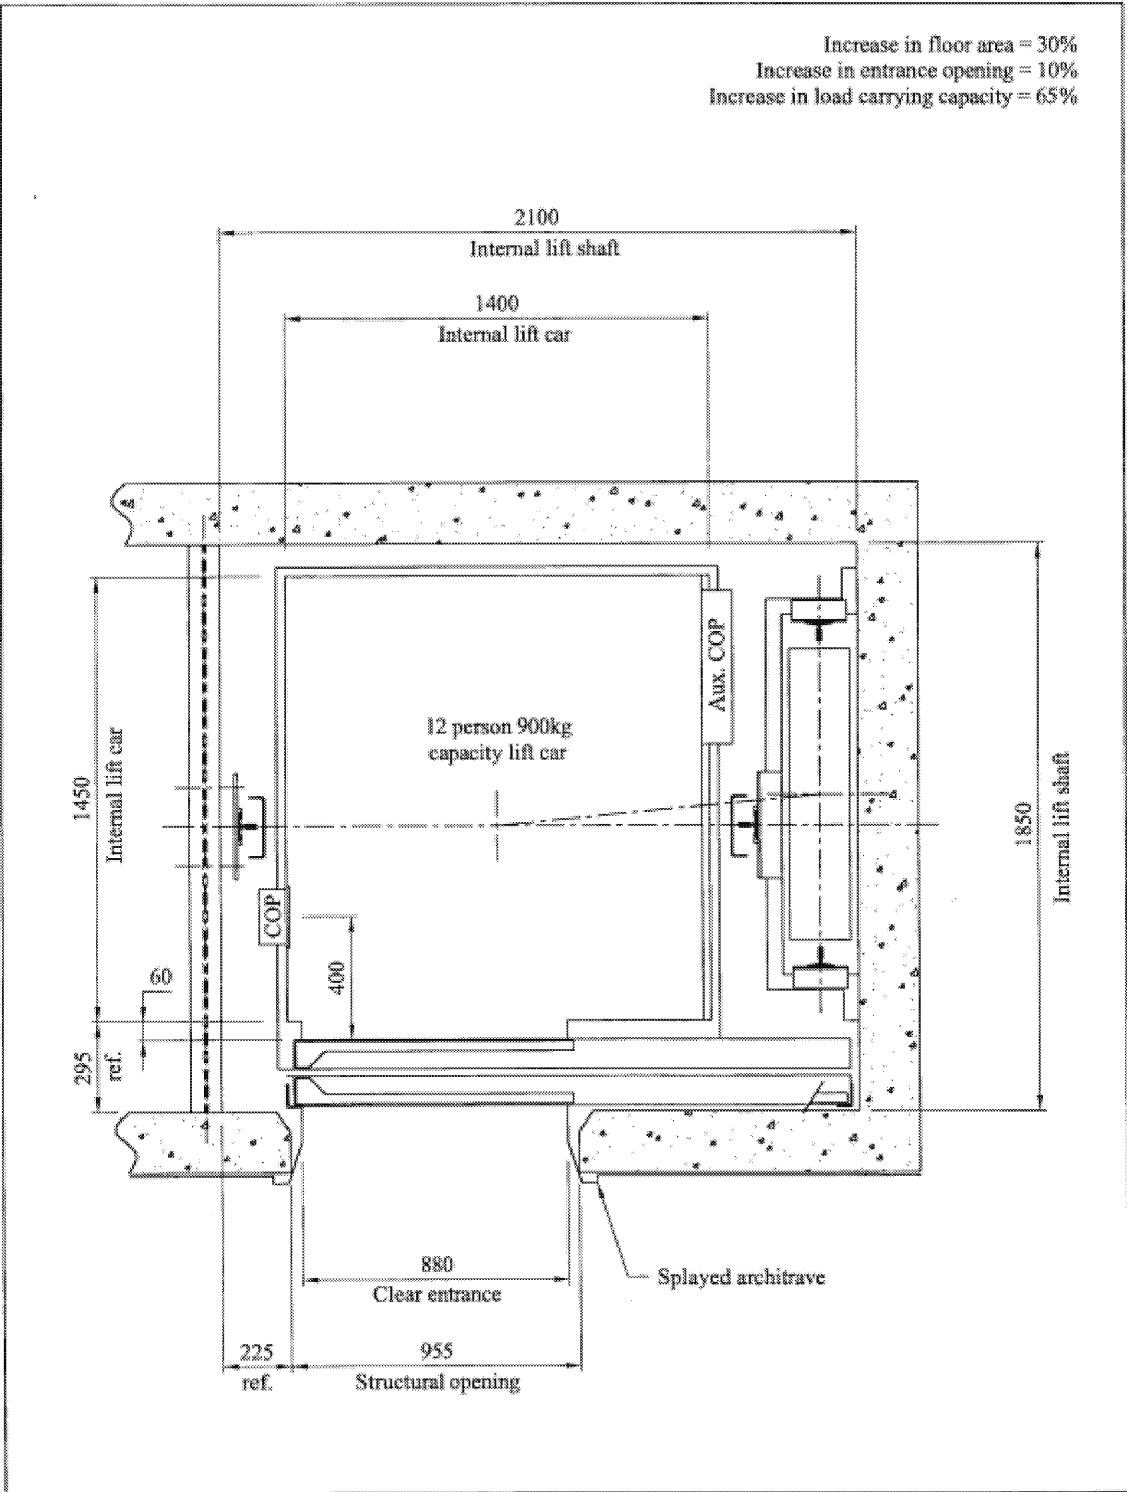 Increase in floor area = 30%
Increase in entrance opening = 10%
Increase in load carrying capacity = 65%
2100
Internal lift shaft
1400
Internal lift car
Aux. COP
12 person 900kg
capacity lift car
1450
Internal lift car
1850
Internal lift shaft
COP
400
60
295
ref.
880
Clear entrance
Splayed architrave
225
ref.
955
Structural opening